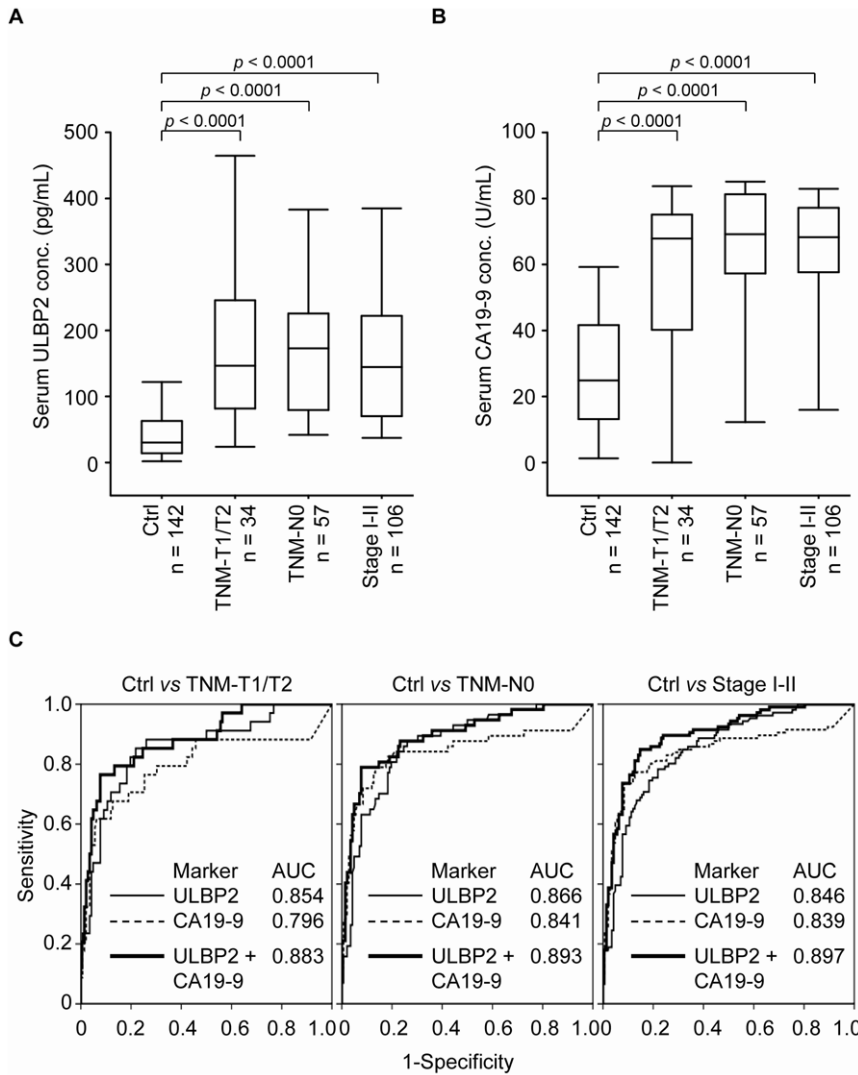 A
p < 0.0001
p < 0.0001
p < 0.0001
Serum ULBP2 conc. (pg/mL)
500
400
300
200
100
0
Ctrl
n = 142
TNM-T1/T2
n = 34
TNM-N0
n = 57
Stage I-II
n = 106
B
p < 0.0001
p < 0.0001
p < 0.0001
Serum CA19-9 conc. (U/mL)
100
80
60
40
20
0
Ctrl
n = 142
TNM-T1/T2
n = 34
TNM-N0
n = 57
Stage I-II
n = 106
C
Ctrl vs TNM-T1/T2
Ctrl vs TNM-N0
Ctrl vs Stage I-II
Sensitivity
1.0
0.8
0.6
0.4
0.2
0
Marker AUC
ULBP2 0.854
CA19-9 0.796
ULBP2 + 0.883
CA19-9
0 0.2 0.4 0.6 0.8 1.0
Marker AUC
ULBP2 0.866
CA19-9 0.841
ULBP2 + 0.893
CA19-9
0 0.2 0.4 0.6 0.8 1.0
Marker AUC
ULBP2 0.846
CA19-9 0.839
ULBP2 + 0.897
CA19-9
0 0.2 0.4 0.6 0.8 1.0
1-Specificity